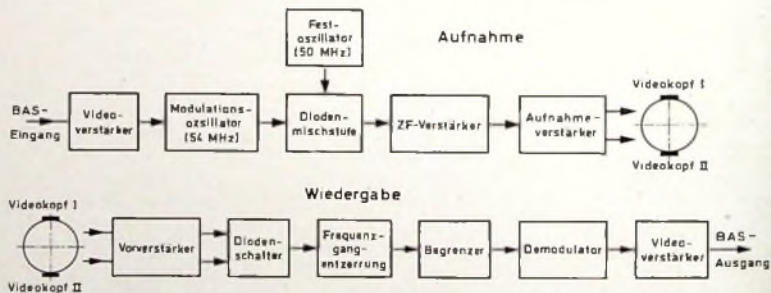 Fest-
oszillator
(50 MHz)
Aufnahme
BAS-
Eingang
Video-
verstärker
Modulations-
oszillator
(54 MHz)
Dioden-
mischstufe
ZF-Verstärker
Aufnahme-
verstärker
Videokopf I
Videokopf II
Wiedergabe
Videokopf I
Videokopf II
Vorverstärker
Dioden-
schalter
Frequenz-
gang-
entzerrung
Begrenzer
Demodulator
Video-
verstärker
BAS-
Ausgang